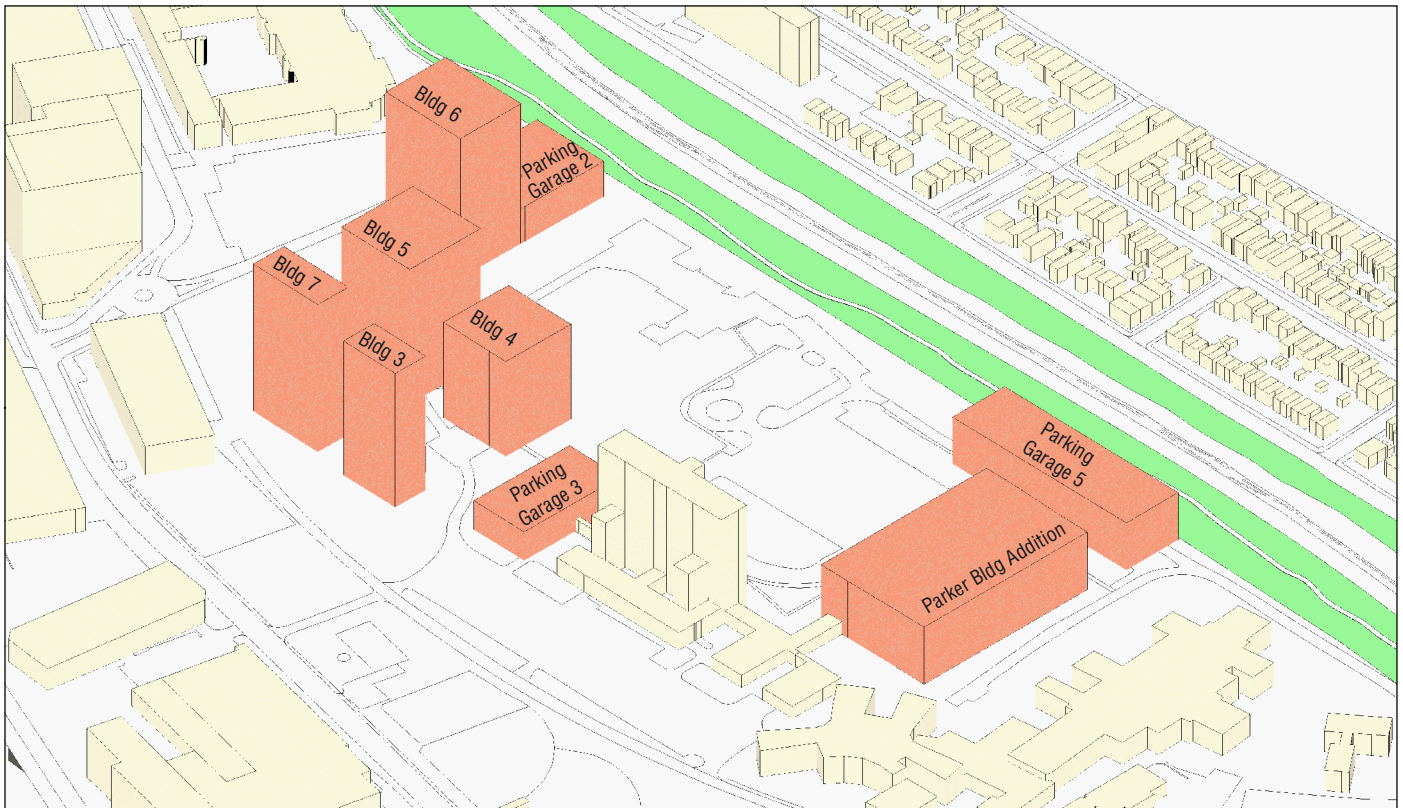 Bldg 6
Parking
Garage 2
Bldg 5
Bldg 7
Bldg 4
Bldg 3
Parking
Garage 3
Parking
Garage 5
Parker Bldg Addition